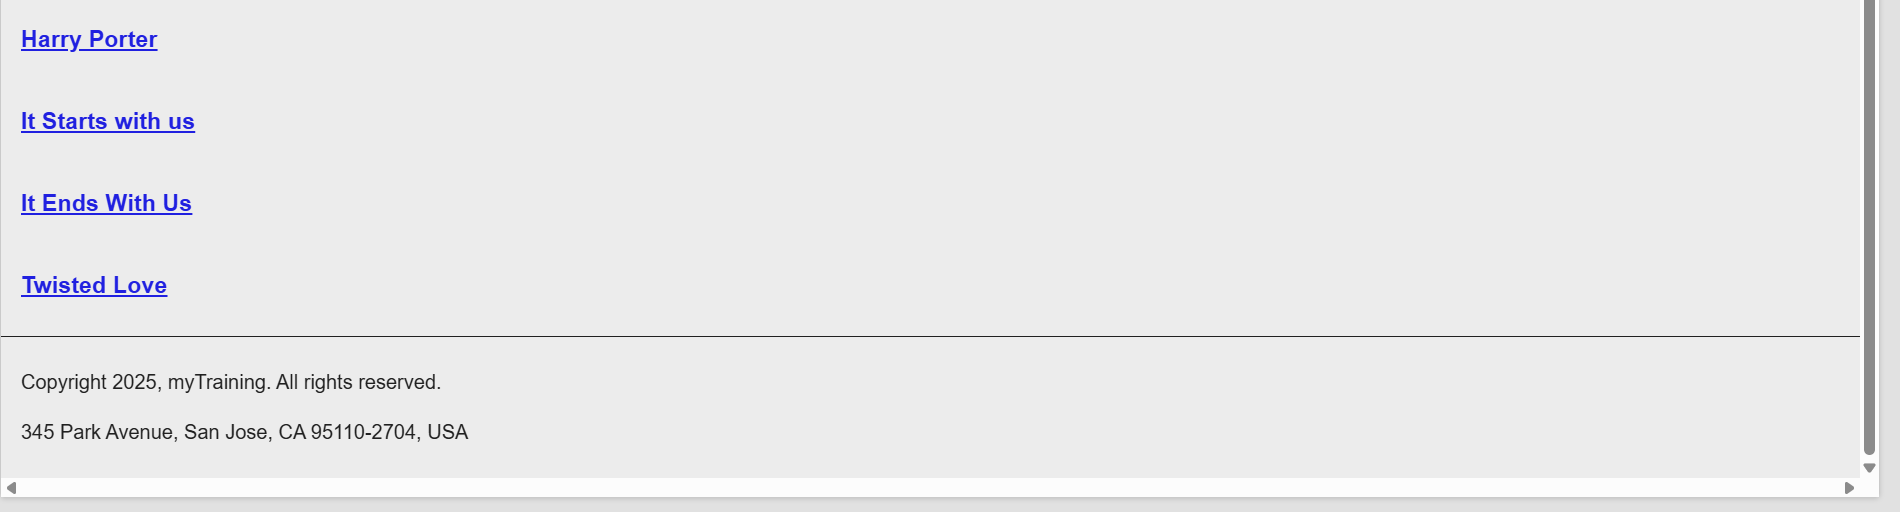 Harry Porter
It Starts with us
It Ends With Us
Twisted Love
Copyright 2025, myTraining. All rights reserved.
345 Park Avenue, San Jose, CA 95110-2704, USA